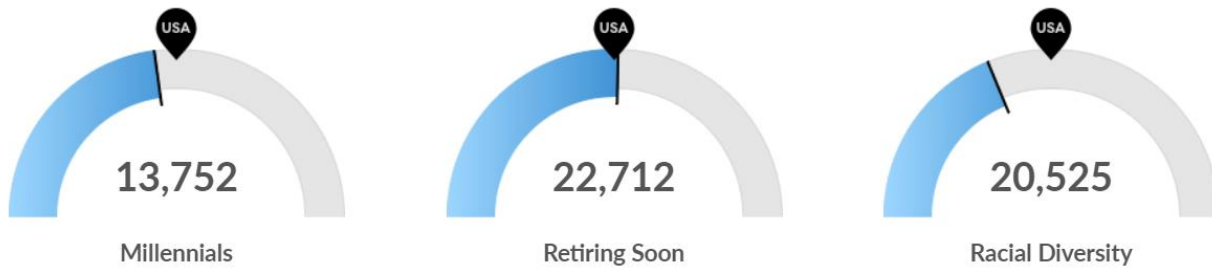 USA
USA
USA
13,752
22,712
20,525
Millennials
Retiring Soon
Racial Diversity